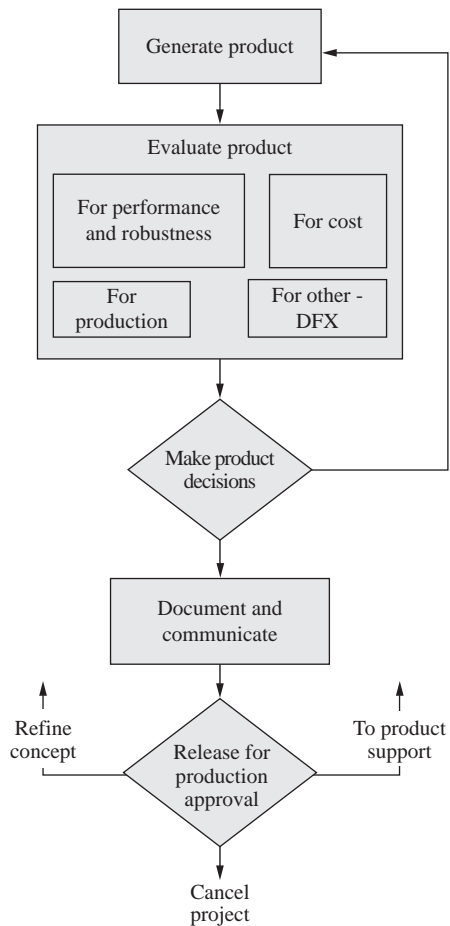 Generate product
Evaluate product
For performance
and robustness
For cost
For
production
For other -
DFX
Make product
decisions
Document and
communicate
Refine
concept
To product
support
Release for
production
approval
Cancel
project